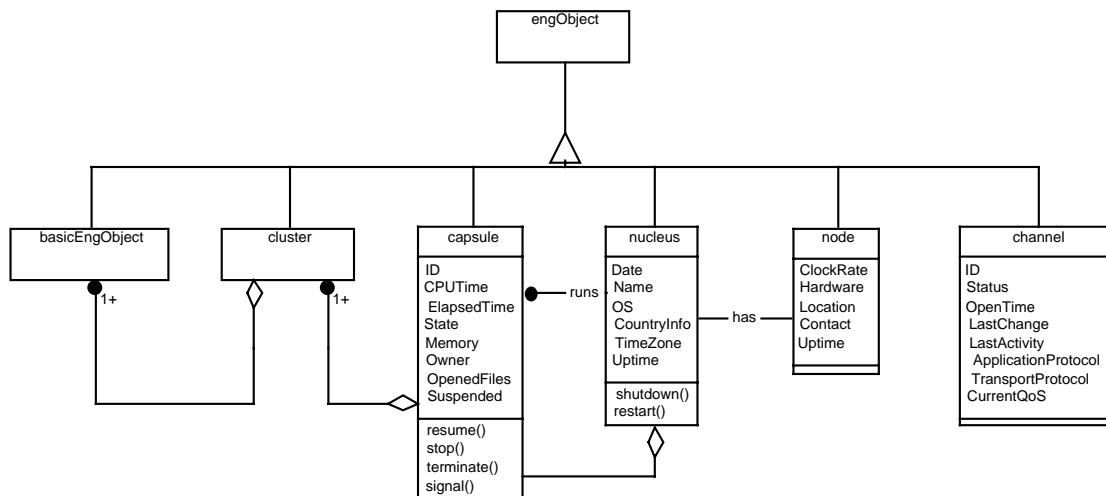 engObject
basicEngObject
1+
cluster
1+
capsule
ID
CPUTime
ElapsedTime
State
Memory
Owner
OpenedFiles
Suspended
resume()
stop()
terminate()
signal()
runs
nucleus
Date
Name
OS
CountryInfo
TimeZone
Uptime
shutdown()
restart()
has
node
ClockRate
Hardware
Location
Contact
Uptime
channel
ID
Status
OpenTime
LastChange
LastActivity
ApplicationProtocol
TransportProtocol
CurrentQoS